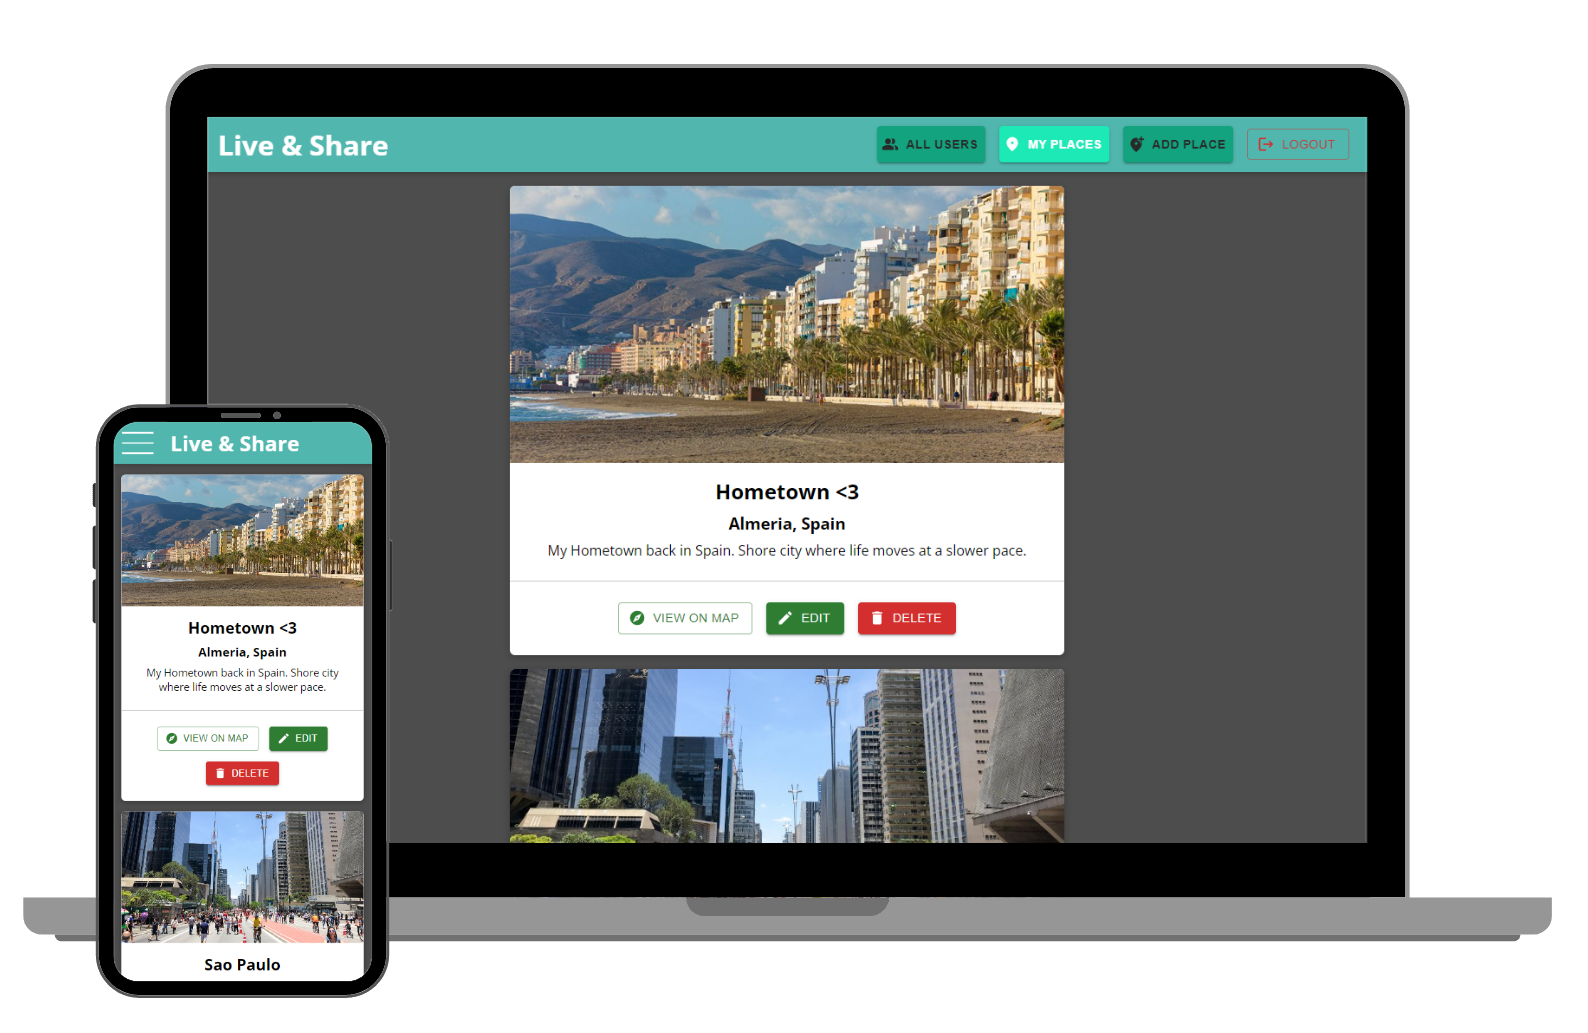 Live & Share
ALL USERS
MY PLACES
ADD PLACE
LOGOUT
Hometown <3
Almeria, Spain
My Hometown back in Spain. Shore city where life moves at a slower pace.
VIEW ON MAP
EDIT
DELETE
Live & Share
Hometown <3
Almeria, Spain
My Hometown back in Spain. Shore city
where life moves at a slower pace.
VIEW ON MAP
EDIT
DELETE
Sao Paulo